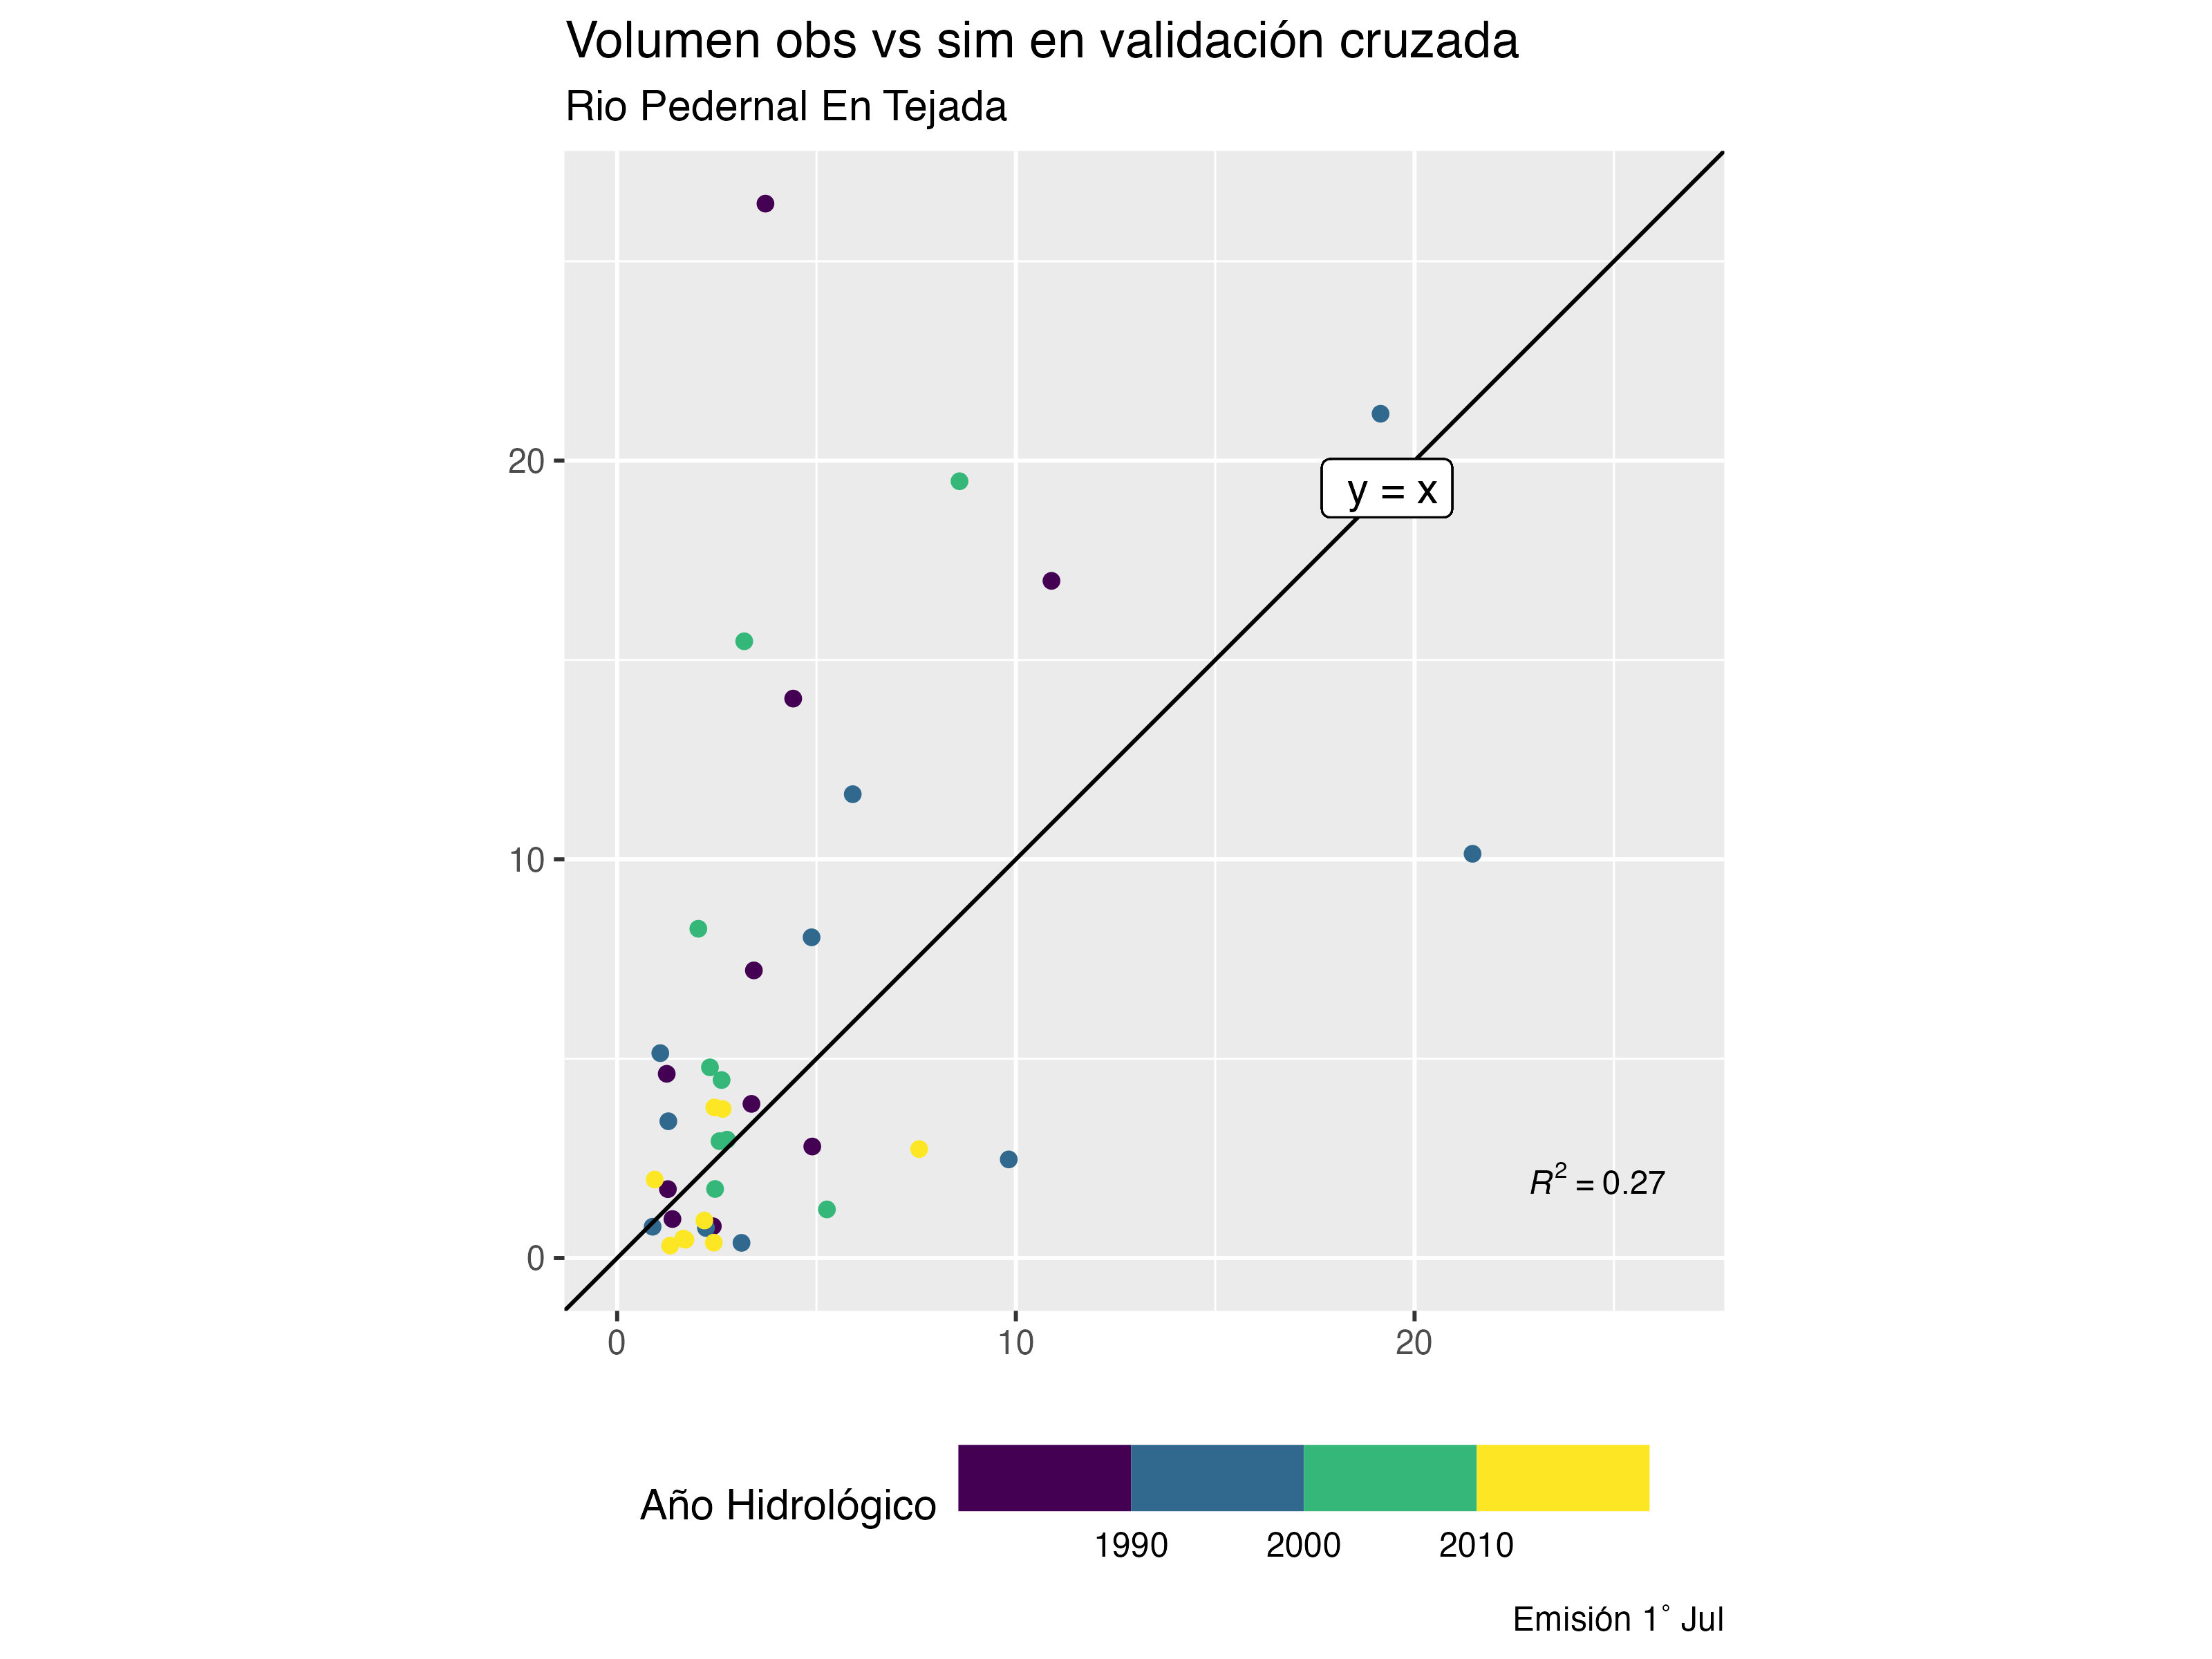 Volumen obs vs sim en validación cruzada
Rio Pedernal En Tejada
20
y = x
10
R² = 0.27
0
0 10 20
Año Hidrológico
1990 2000 2010
Emisión 1° Jul